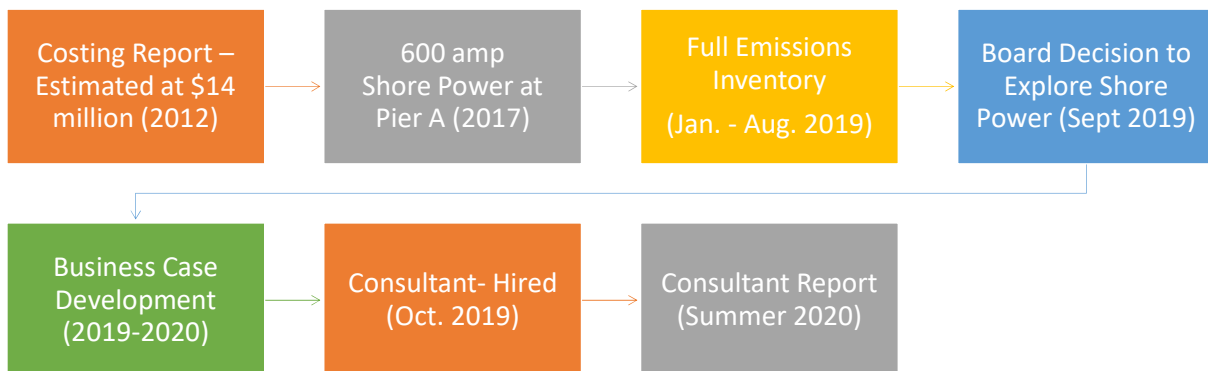 Costing Report –
Estimated at $14
million (2012)
600 amp
Shore Power at
Pier A (2017)
Full Emissions
Inventory
(Jan. - Aug. 2019)
Board Decision to
Explore Shore
Power (Sept 2019)
Business Case
Development
(2019-2020)
Consultant- Hired
(Oct. 2019)
Consultant Report
(Summer 2020)